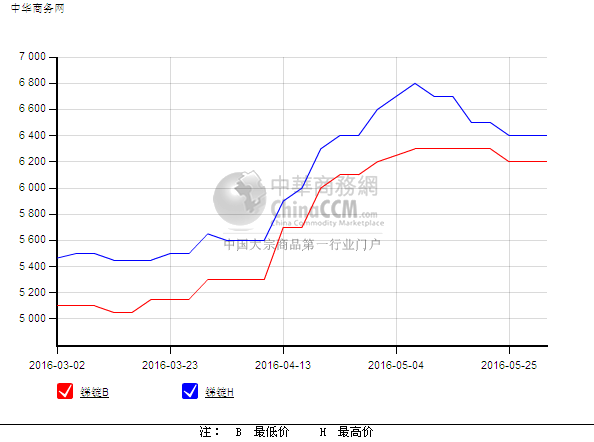 中华商务网
7 000
6 800
6 600
6 400
6 200
6 000
5 800
5 600
5 400
5 200
5 000
中華商務網
ChinaCCM.com
China Commodity Marketplace
中国大宗商品第一行业门户
2016-03-02 2016-03-23 2016-04-13 2016-05-04 2016-05-25
锑锭B 锑锭H
注： B 最低价 H 最高价